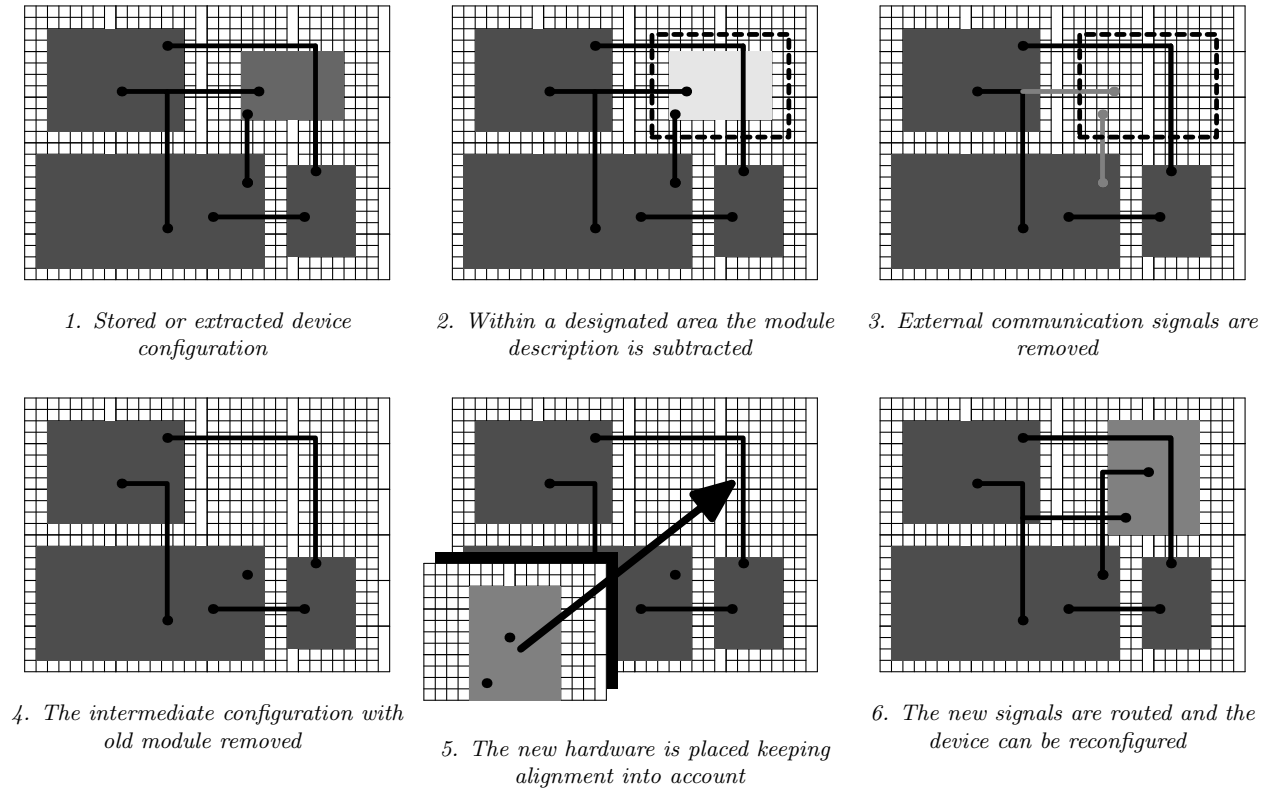 1. Stored or extracted device
configuration
2. Within a designated area the module
description is subtracted
3. External communication signals are
removed
4. The intermediate configuration with
old module removed
5. The new hardware is placed keeping
alignment into account
6. The new signals are routed and the
device can be reconfigured